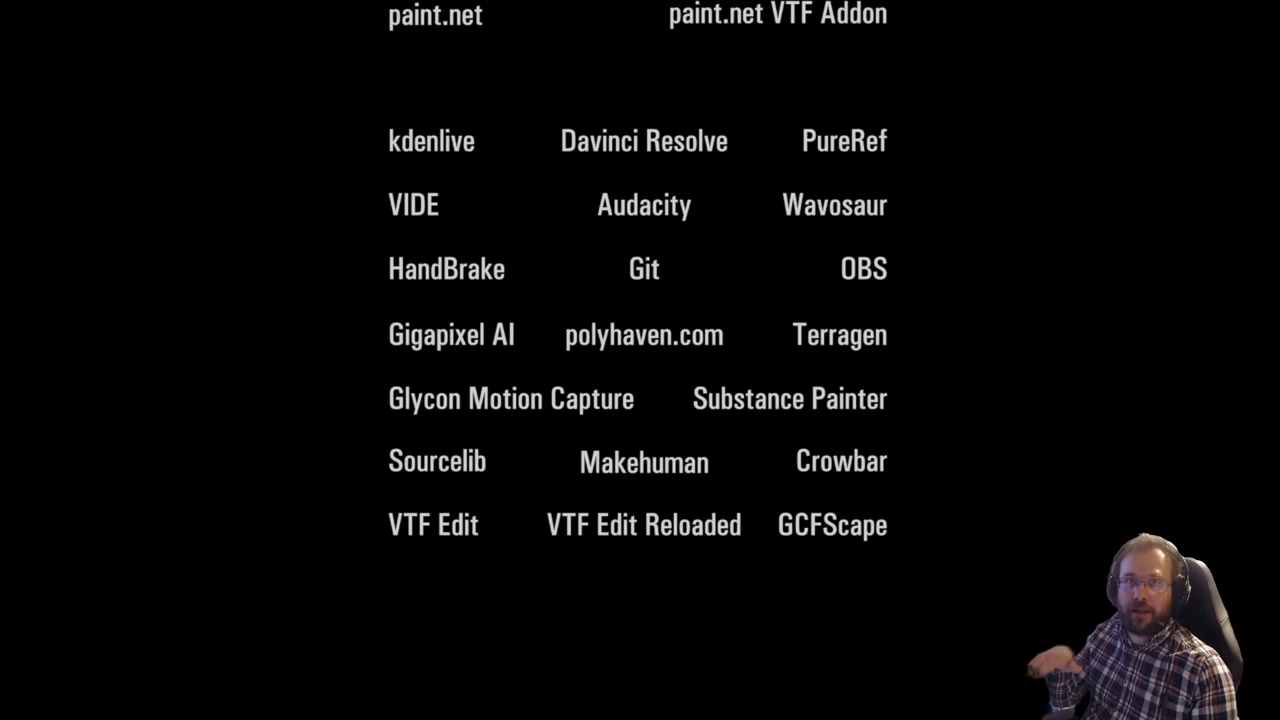 paint.net paint.net VTF Addon
kdenlive Davinci Resolve PureRef
VIDE Audacity Wavosaur
HandBrake Git OBS
Gigapixel AI polyhaven.com Terragen
Glycon Motion Capture Substance Painter
Sourcelib Makehuman Crowbar
VTF Edit VTF Edit Reloaded GCFScape